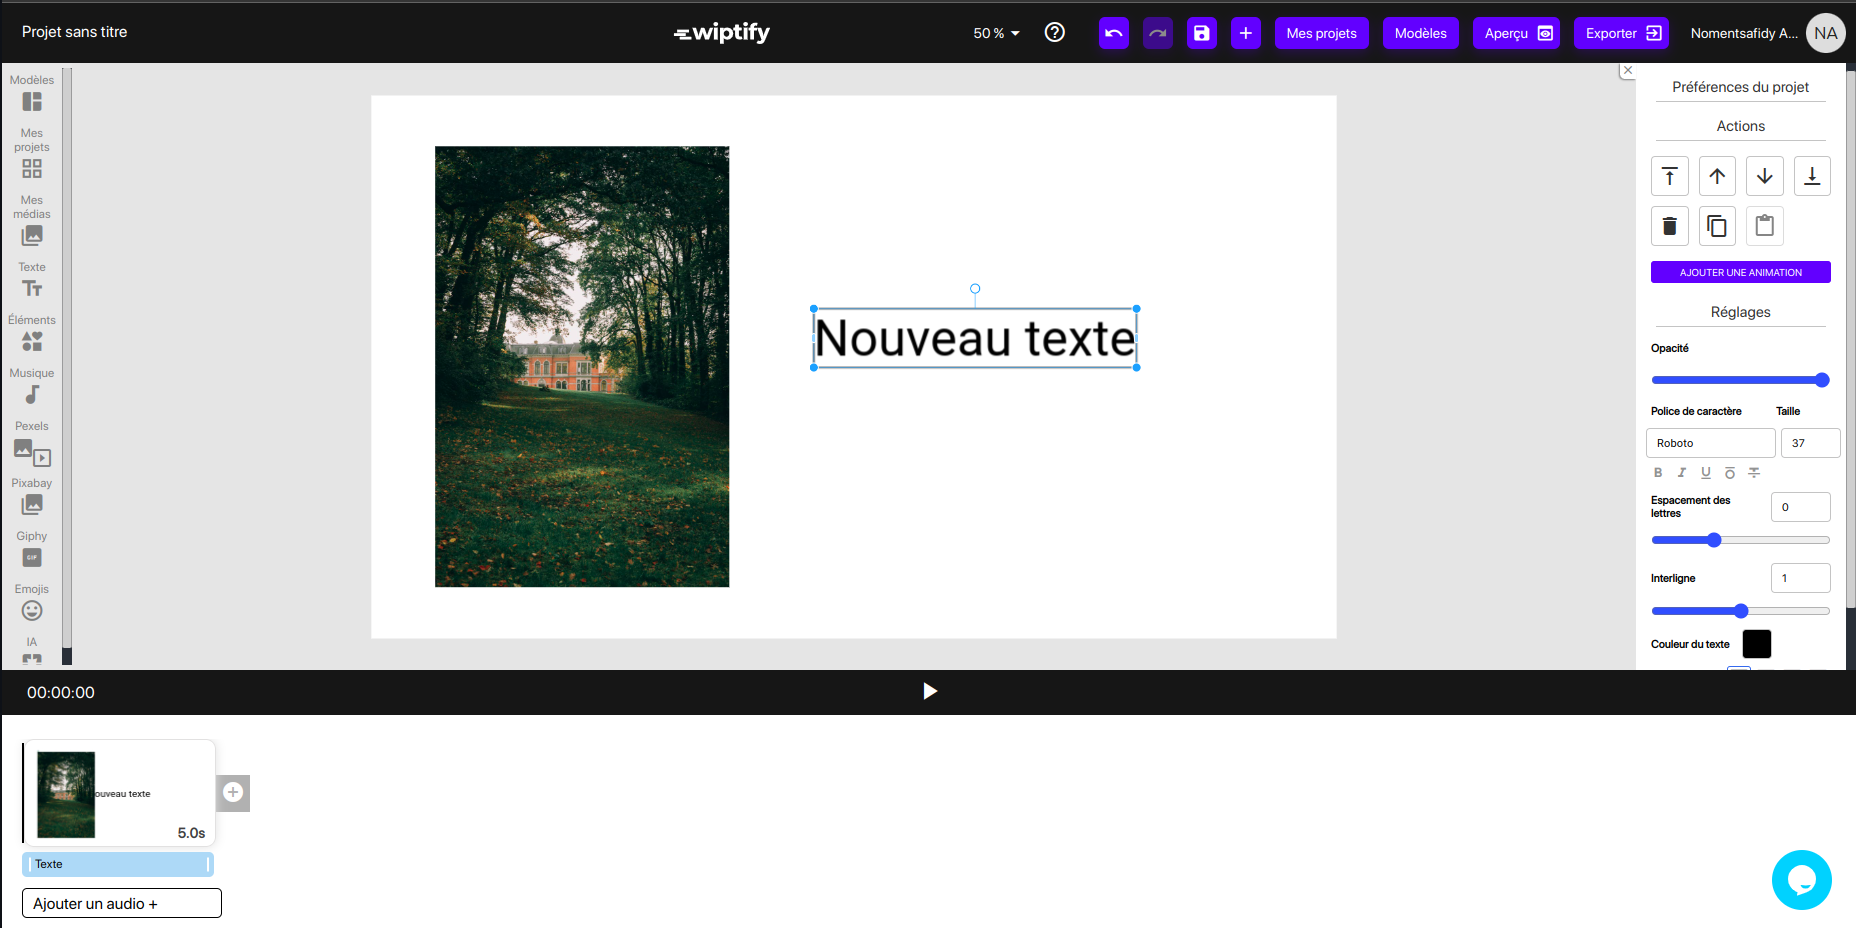 Projet sans titre
wiptify
50 %
Mes projets
Modèles
Aperçu
Exporter
Nomentsafidy A...
NA
Modèles
Mes
projets
Mes
médias
Texte
Éléments
Musique
Pexels
Pixabay
Giphy
GIF
Emojis
IA
Nouveau texte
Préférences du projet
Actions
AJOUTER UNE ANIMATION
Réglages
Opacité
Police de caractère
Taille
Roboto
37
B I U O
Espacement des
lettres
0
Interligne
1
Couleur du texte
00:00:00
ouveau texte
5.0s
Texte
Ajouter un audio +